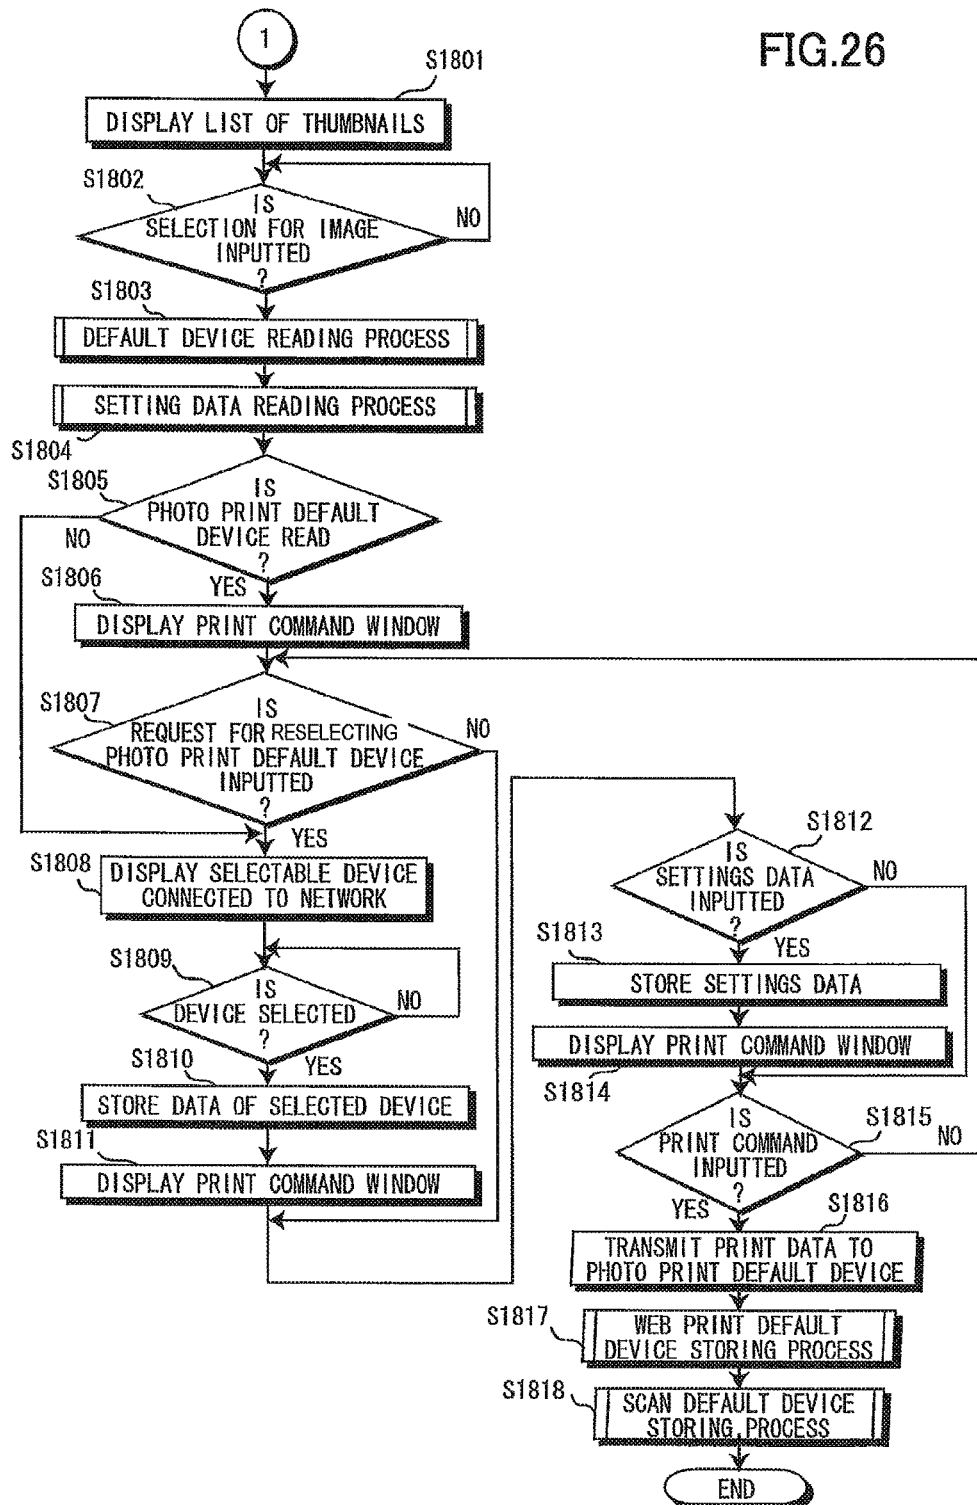 FIG.26
1
S1801
DISPLAY LIST OF THUMBNAILS
S1802
IS
SELECTION FOR IMAGE
INPUTTED
?
NO
S1803
DEFAULT DEVICE READING PROCESS
SETTING DATA READING PROCESS
S1804
S1805
IS
PHOTO PRINT DEFAULT
DEVICE READ
?
NO
YES
S1806
DISPLAY PRINT COMMAND WINDOW
S1807
IS
REQUEST FOR RESELECTING
PHOTO PRINT DEFAULT DEVICE
INPUTTED
?
NO
YES
S1808
DISPLAY SELECTABLE DEVICE
CONNECTED TO NETWORK
S1809
IS
DEVICE SELECTED
?
NO
YES
S1810
STORE DATA OF SELECTED DEVICE
S1811
DISPLAY PRINT COMMAND WINDOW
S1812
IS
SETTINGS DATA
INPUTTED
?
NO
YES
S1813
STORE SETTINGS DATA
DISPLAY PRINT COMMAND WINDOW
S1814
IS
PRINT COMMAND
INPUTTED
?
S1815
NO
YES
S1816
TRANSMIT PRINT DATA TO
PHOTO PRINT DEFAULT DEVICE
S1817
WEB PRINT DEFAULT
DEVICE STORING PROCESS
S1818
SCAN DEFAULT DEVICE
STORING PROCESS
END